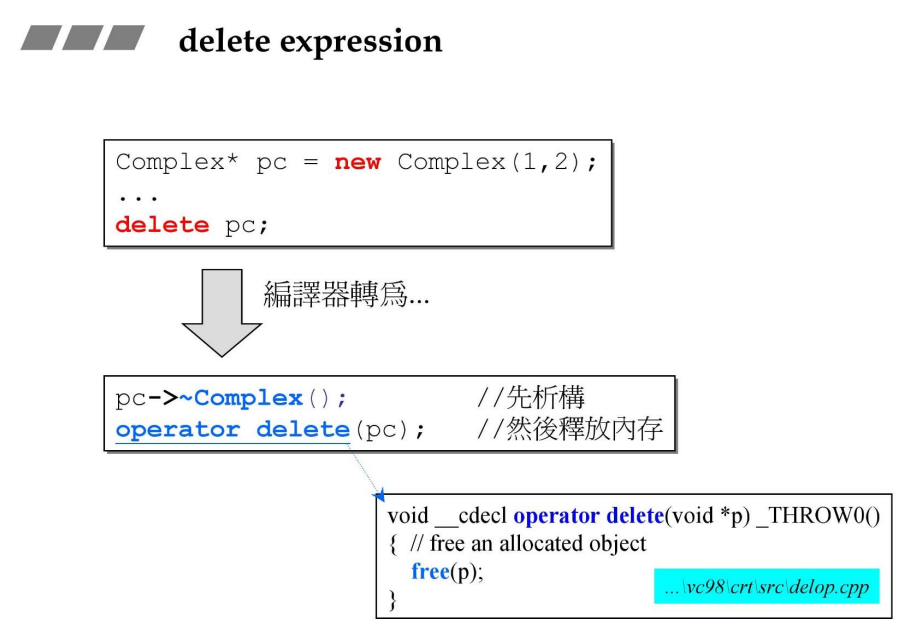 delete expression
Complex* pc = new Complex(1,2);
...
delete pc;
編譯器轉爲...
pc->~Complex(); //先析構
operator delete(pc); //然後釋放內存
void __cdecl operator delete(void *p) _THROW0()
{ // free an allocated object
free(p);
...\vc98\crt\src\delop.cpp
}